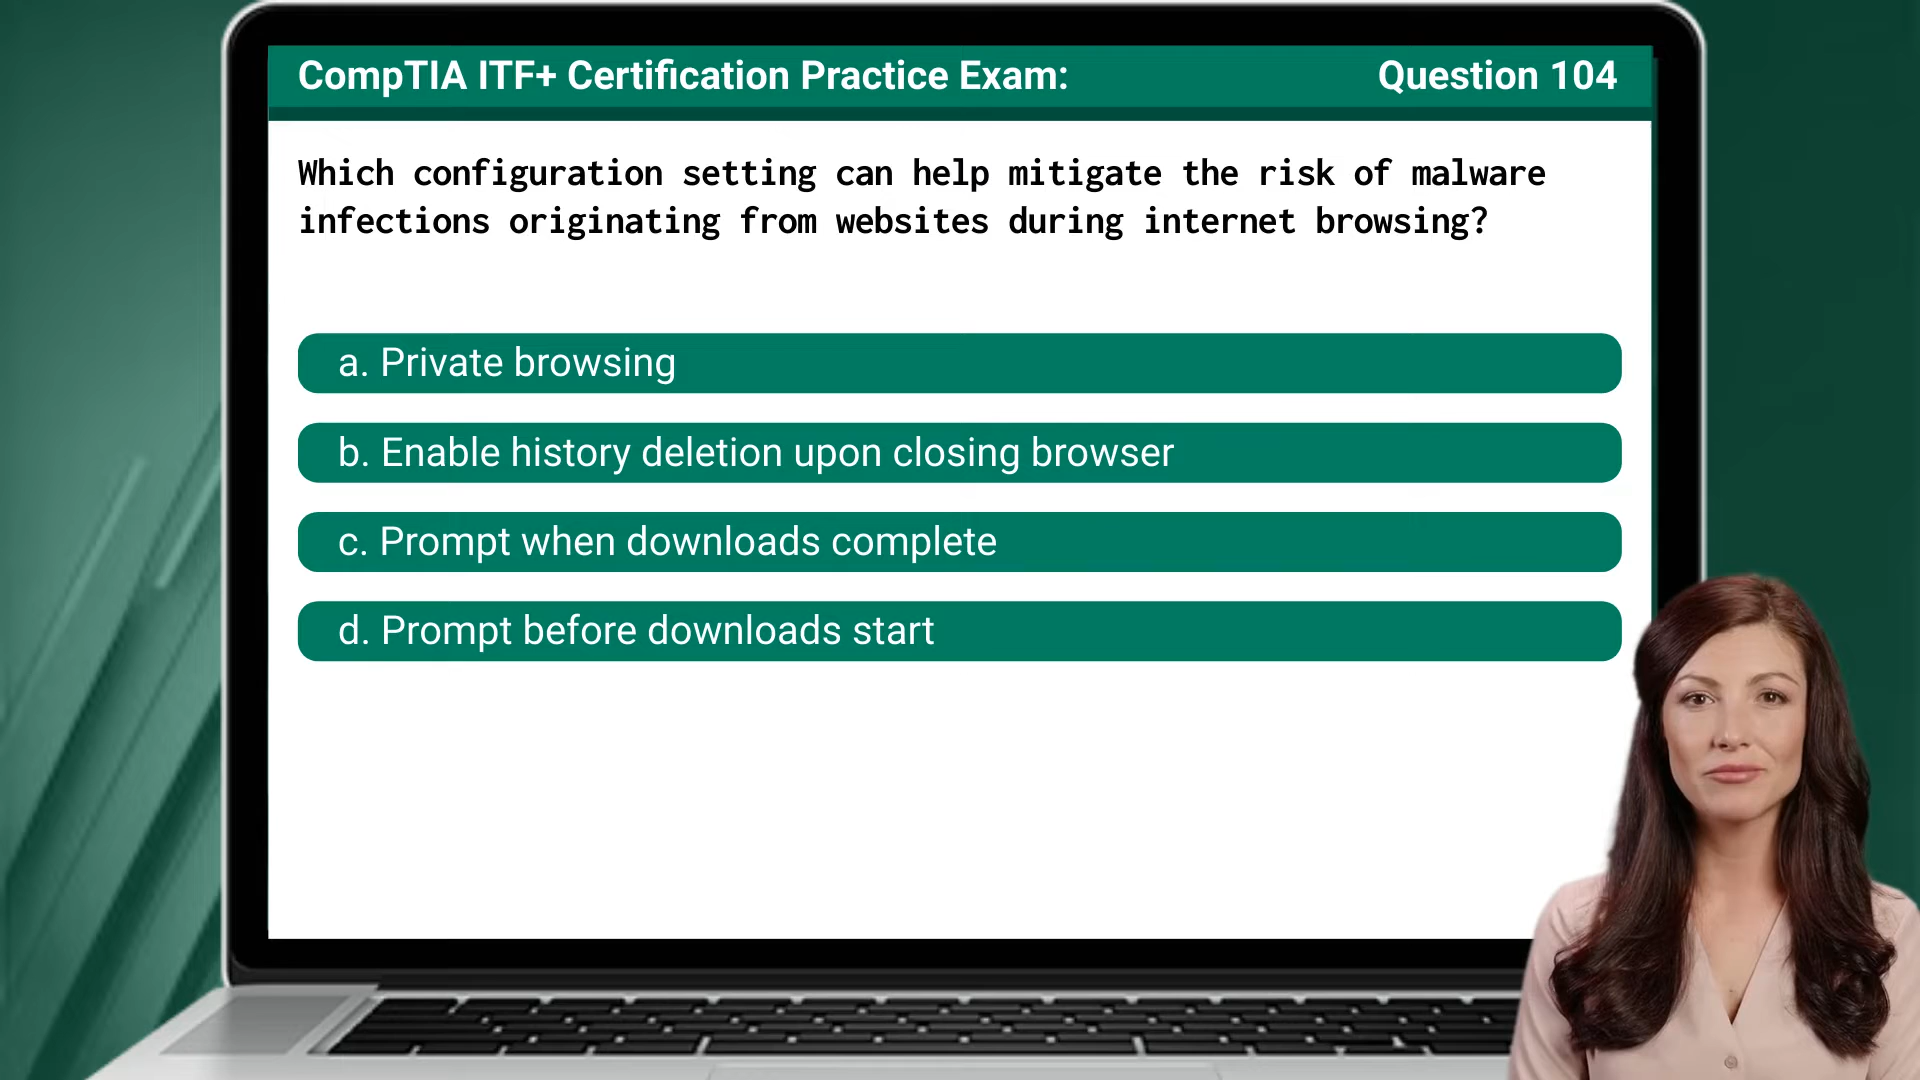 CompTIA ITF+ Certification Practice Exam:
Question 104
Which configuration setting can help mitigate the risk of malware
infections originating from websites during internet browsing?
a. Private browsing
b. Enable history deletion upon closing browser
c. Prompt when downloads complete
d. Prompt before downloads start